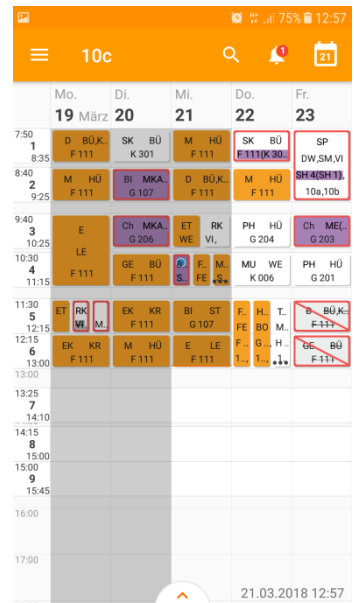 75% 12:57
10c
21
Mo. Di. Mi. Do. Fr.
19 März 20 21 22 23
7:50
1
8:35
D BÜ,K..
F 111
SK BÜ
K 301
M HÜ
F 111
SK BÜ
F 111(K 30..
SP
DW,SM,VI
SH 4(SH 1),
10a,10b
8:40
2
9:25
M HÜ
F 111
BI MKA..
G 107
D BÜ,K..
F 111
M HÜ
F 111
9:40
3
10:25
E
LE
F 111
Ch MKA..
G 206
ET
WE
RK
VI,
PH HÜ
G 204
Ch ME(..
G 203
10:30
4
11:15
GE BÜ
F 111
S..
F..
FE
M..
S..
MU WE
K 006
PH HÜ
G 201
11:30
5
12:15
ET
RK
VI,
M..
EK KR
F 111
BI ST
G 107
F..
FE
F ..
1...
H..
BO
G ..
1...
T..
M..
H ..
D BÜ,K..
F 111
12:15
6
13:00
EK KR
F 111
M HÜ
F 111
E LE
F 111
GE BÜ
F 111
13:00
13:25
7
14:10
14:15
8
15:00
15:00
9
15:45
16:00
17:00
21.03.2018 12:57